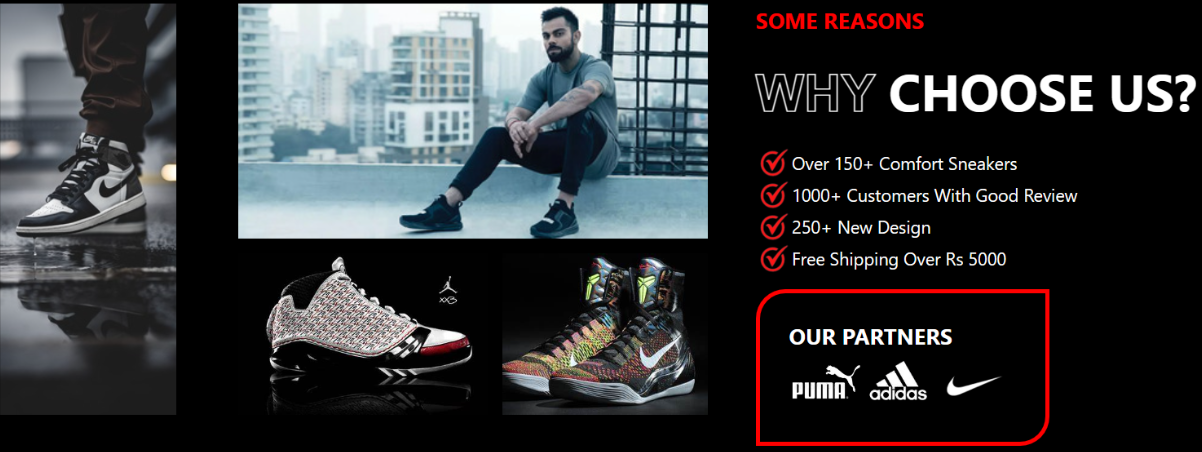 SOME REASONS
WHY CHOOSE US?
Over 150+ Comfort Sneakers
1000+ Customers With Good Review
250+ New Design
Free Shipping Over Rs 5000
OUR PARTNERS
PUMA adidas
XX3